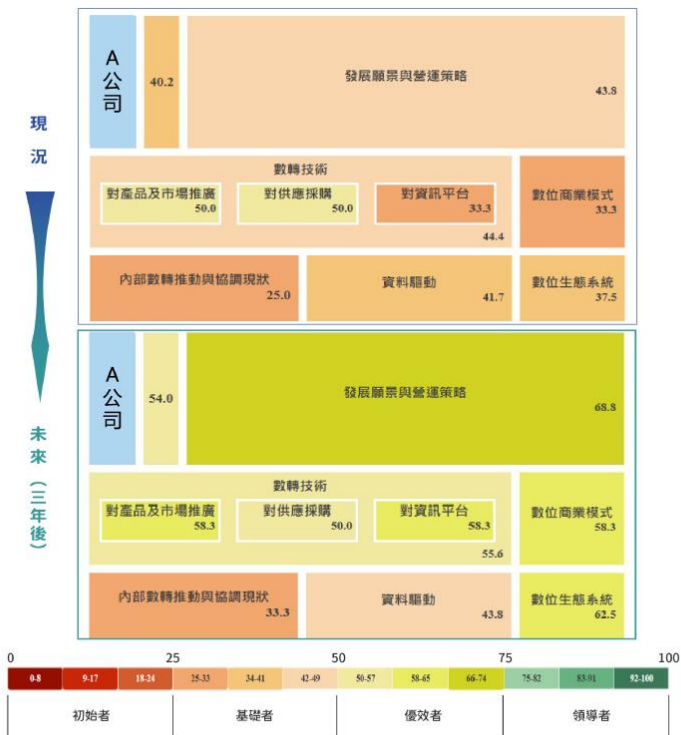 現況
A公司
40.2
發展願景與營運策略
43.8
數轉技術
對產品及市場推廣
50.0
對供應採購
50.0
對資訊平台
33.3
44.4
數位商業模式
33.3
內部數轉推動與協調現狀
25.0
資料驅動
41.7
數位生態系統
37.5
未來（三年後）
A公司
54.0
發展願景與營運策略
68.8
數轉技術
對產品及市場推廣
58.3
對供應採購
50.0
對資訊平台
58.3
55.6
數位商業模式
58.3
內部數轉推動與協調現狀
33.3
資料驅動
43.8
數位生態系統
62.5
0 25 50 75 100
0-8 9-17 18-24 25-33 34-41 42-49 50-57 58-65 66-74 75-82 83-91 92-100
初始者 基礎者 優效者 領導者